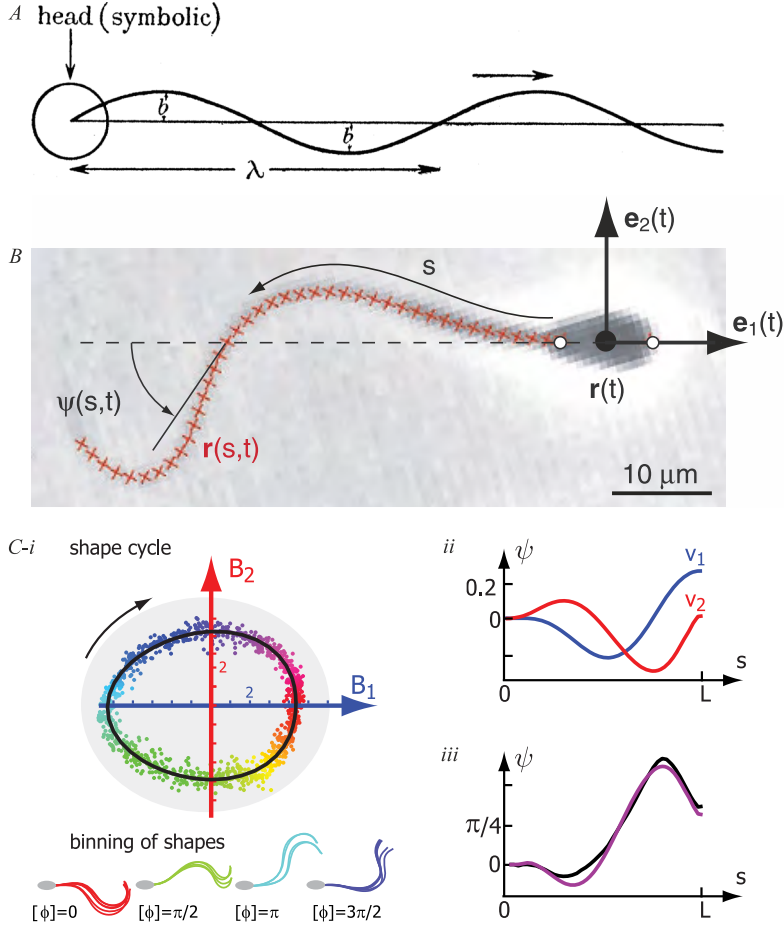 A head (symbolic)
b
b
λ
B
s
e₂(t)
e₁(t)
r(t)
ψ(s,t)
r(s,t)
10 μm
C-i shape cycle
B₂
B₁
2
2
binning of shapes
[ϕ]=0 [ϕ]=π/2 [ϕ]=π [ϕ]=3π/2
ii ψ
v₁
0.2
0
v₂
s
0 L
iii ψ
π/4
0
s
0 L